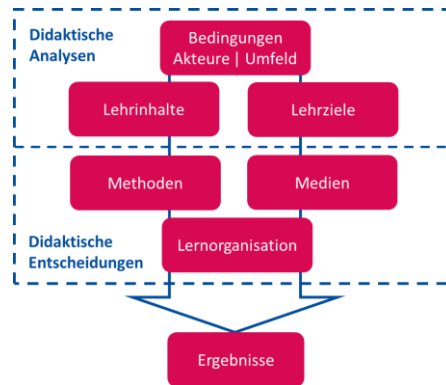 Didaktische
Analysen
Bedingungen
Akteure | Umfeld
Lehrinhalte
Lehrziele
Methoden
Medien
Didaktische
Entscheidungen
Lernorganisation
Ergebnisse